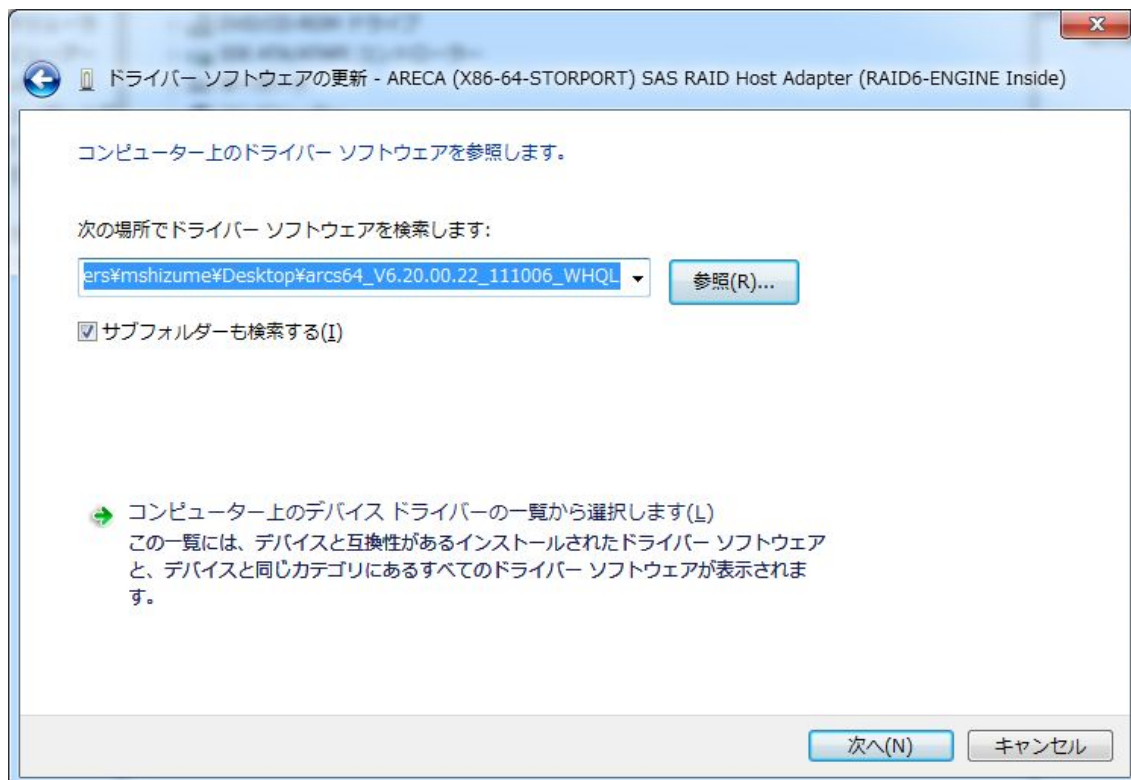 ドライバー ソフトウェアの更新 - ARECA (X86-64-STORPORT) SAS RAID Host Adapter (RAID6-ENGINE Inside)
コンピューター上のドライバー ソフトウェアを参照します。
次の場所でドライバー ソフトウェアを検索します:
ers¥mshizume¥Desktop¥arcs64_V6.20.00.22_111006_WHQL
参照(R)...
サブフォルダーも検索する(I)
コンピューター上のデバイス ドライバーの一覧から選択します(L)
この一覧には、デバイスと互換性があるインストールされたドライバー ソフトウェア
と、デバイスと同じカテゴリにあるすべてのドライバー ソフトウェアが表示されま
す。
次へ(N)
キャンセル